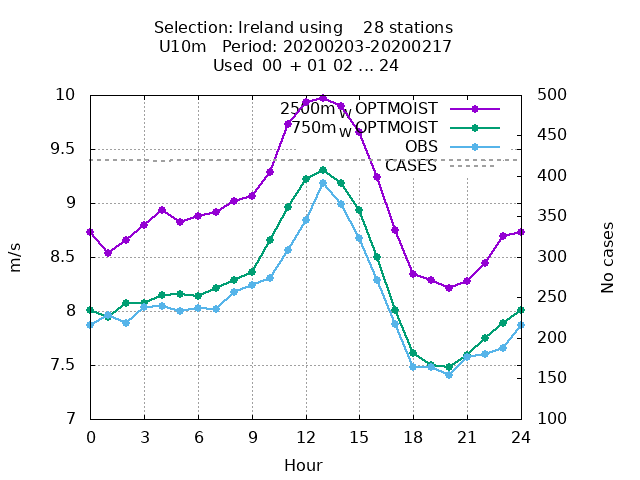 Selection: Ireland using 28 stations
U10m Period: 20200203-20200217
Used 00 + 01 02 ... 24
10 500
2500m W OPTMOIST
450
750m W OPTMOIST
9.5 OBS
400
CASES
9 350
m/s 8.5 300 No cases
250
8
200
7.5
150
7 100
0 3 6 9 12 15 18 21 24
Hour